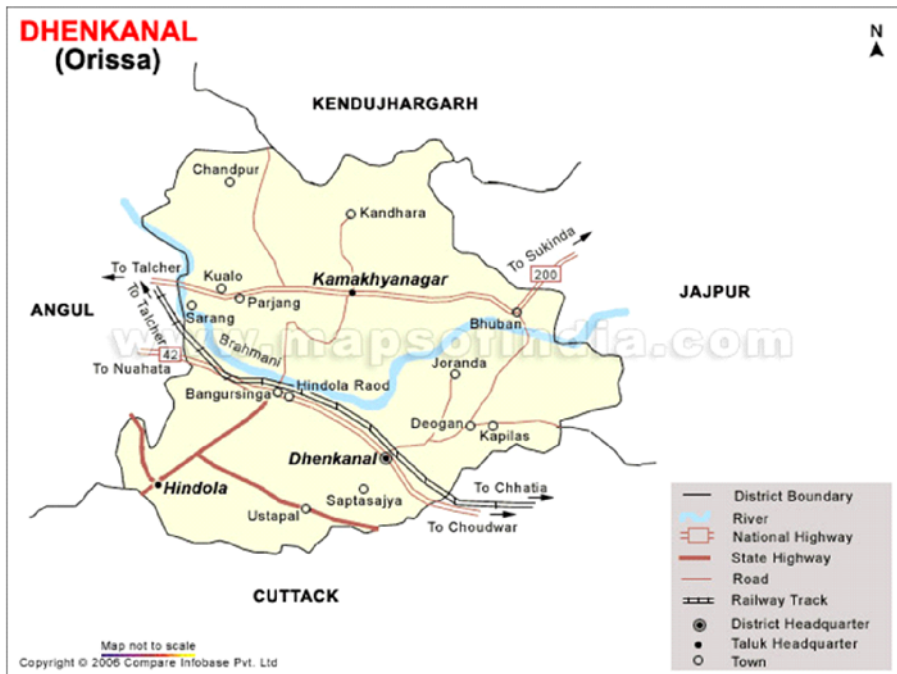 DHENKANAL
(Orissa)
N
KENDUJHARGARH
Chandpur
Kandhara
To Sukinda
200
To Talcher
Kualo
Kamakhyanagar
Parjang
JAJPUR
ANGUL
To Talcher
Sarang
Bhuban
www.mapsofindia.com
Brahmani
42
To Nuahata
Joranda
Hindola Raod
Bangursinga
Deogan
Kapilas
Dhenkanal
Hindola
Saptasajya
To Chhatia
Ustapal
To Choudwar
CUTTACK
District Boundary
River
National Highway
State Highway
Road
Railway Track
District Headquarter
Taluk Headquarter
Town
Map not to scale
Copyright © 2006 Compare Infobase Pvt. Ltd